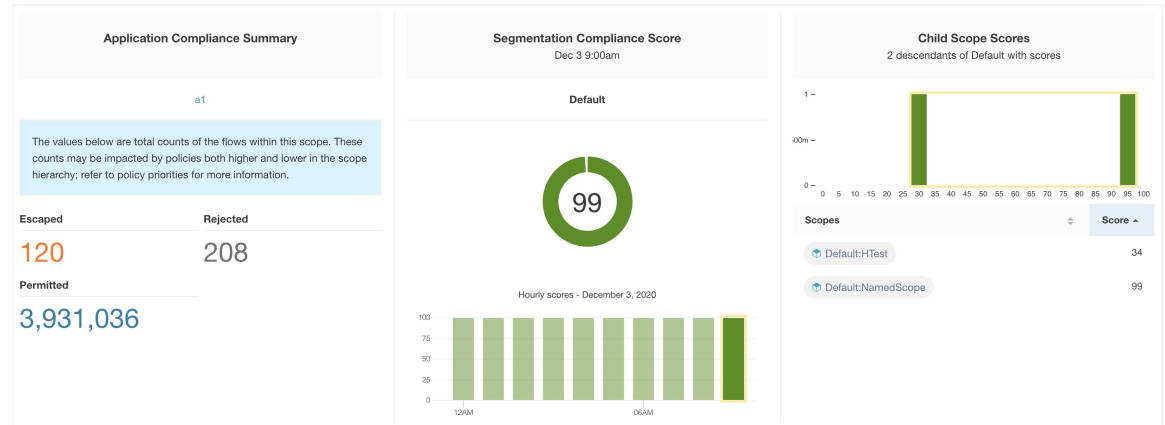 Application Compliance Summary
a1
The values below are total counts of the flows within this scope. These
counts may be impacted by policies both higher and lower in the scope
hierarchy; refer to policy priorities for more information.
Escaped Rejected
120 208
Permitted
3,931,036
Segmentation Compliance Score
Dec 3 9:00am
Default
99
Hourly scores - December 3, 2020
100
75
50
25
0
12AM 06AM
Child Scope Scores
2 descendants of Default with scores
1
500m
0
0 5 10 15 20 25 30 35 40 45 50 55 60 65 70 75 80 85 90 95 100
Scopes Score
Default:HTest 34
Default:NamedScope 99